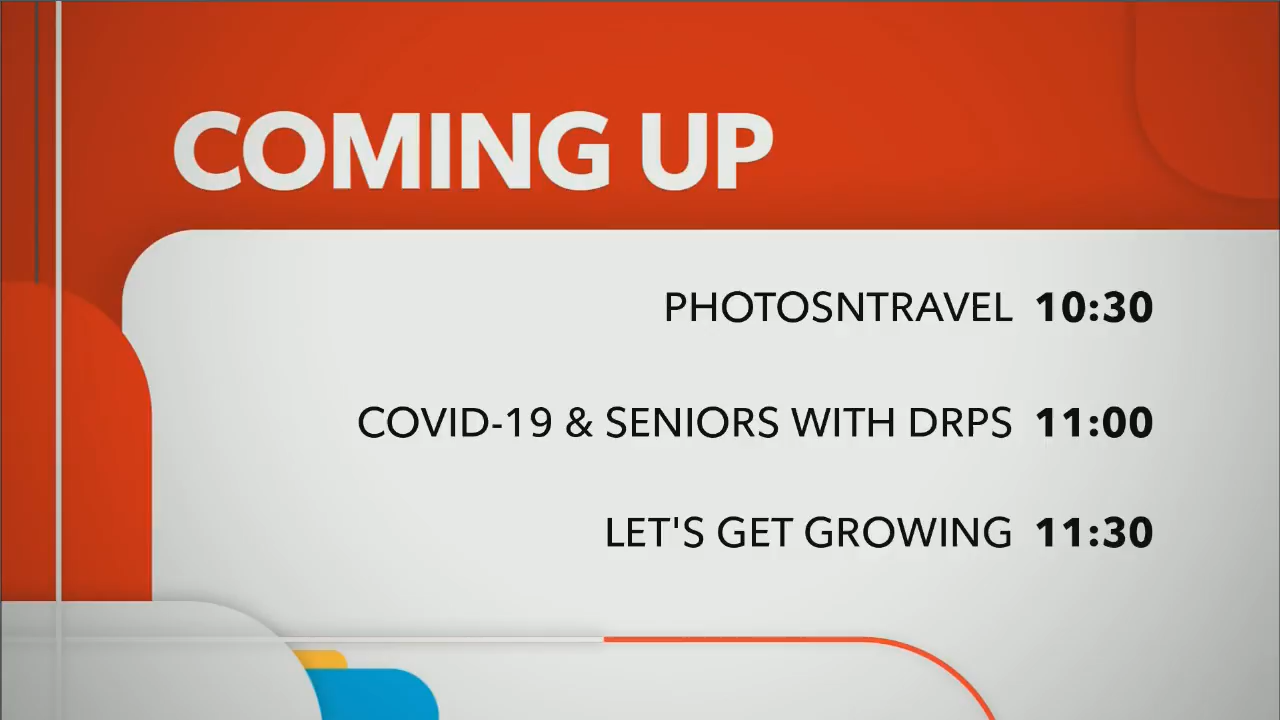 COMING UP
PHOTOSNTRAVEL 10:30
COVID-19 & SENIORS WITH DRPS 11:00
LET'S GET GROWING 11:30